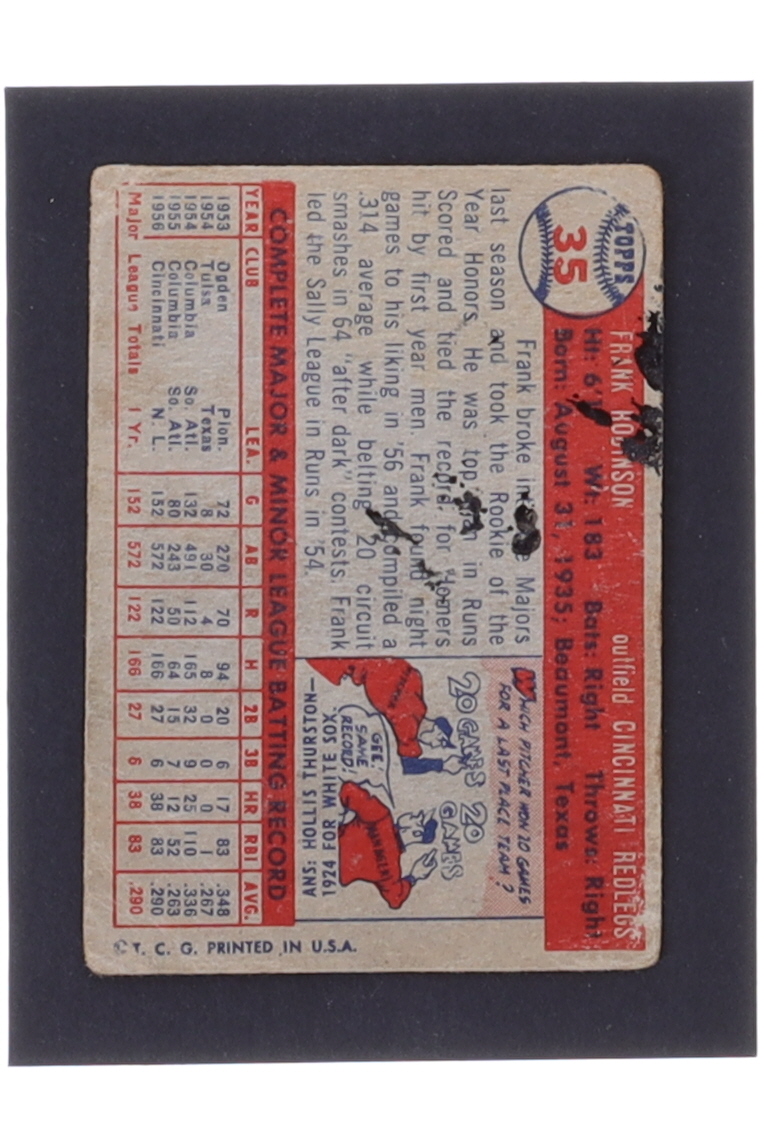 TOPPS
35
FRANK ROBINSON outfield CINCINNATI REDLEGS
Ht: 6'1 Wt: 183 Bats: Right Throws: Right
Born: August 31, 1935; Beaumont, Texas
Frank broke into the Majors
last season and took the Rookie of the
Year Honors. He was top man in Runs
Scored and tied the record for Homers
hit by first year men. Frank found night
games to his liking in '56 and compiled a
.314 average while belting 20 circuit
smashes in 64 "after dark" contests. Frank
led the Sally League in Runs in '54.
WHICH PITCHER WON 20 GAMES
FOR A LAST PLACE TEAM?
20 GAMES 20 GAMES
GEE, SAME RECORD!
MANAGEMENT
ANS: HOLLIS THURSTON—
1924 FOR WHITE SOX.
COMPLETE MAJOR & MINOR LEAGUE BATTING RECORD
YEAR CLUB LEA. G AB R H 2B 3B HR RBI AVG.
1953 Ogden Pion. 72 270 70 94 20 6 17 83 .348
1954 Tulsa Texas 8 30 4 8 0 0 0 1 .267
1954 Columbia So. Atl. 132 491 112 165 32 9 25 110 .336
1955 Columbia So. Atl. 80 243 50 64 15 7 12 52 .263
1956 Cincinnati N. L. 152 572 122 166 27 6 38 83 .290
Major League Totals 1 Yr. 152 572 122 166 27 6 38 83 .290
© T. C. G. PRINTED IN U.S.A.